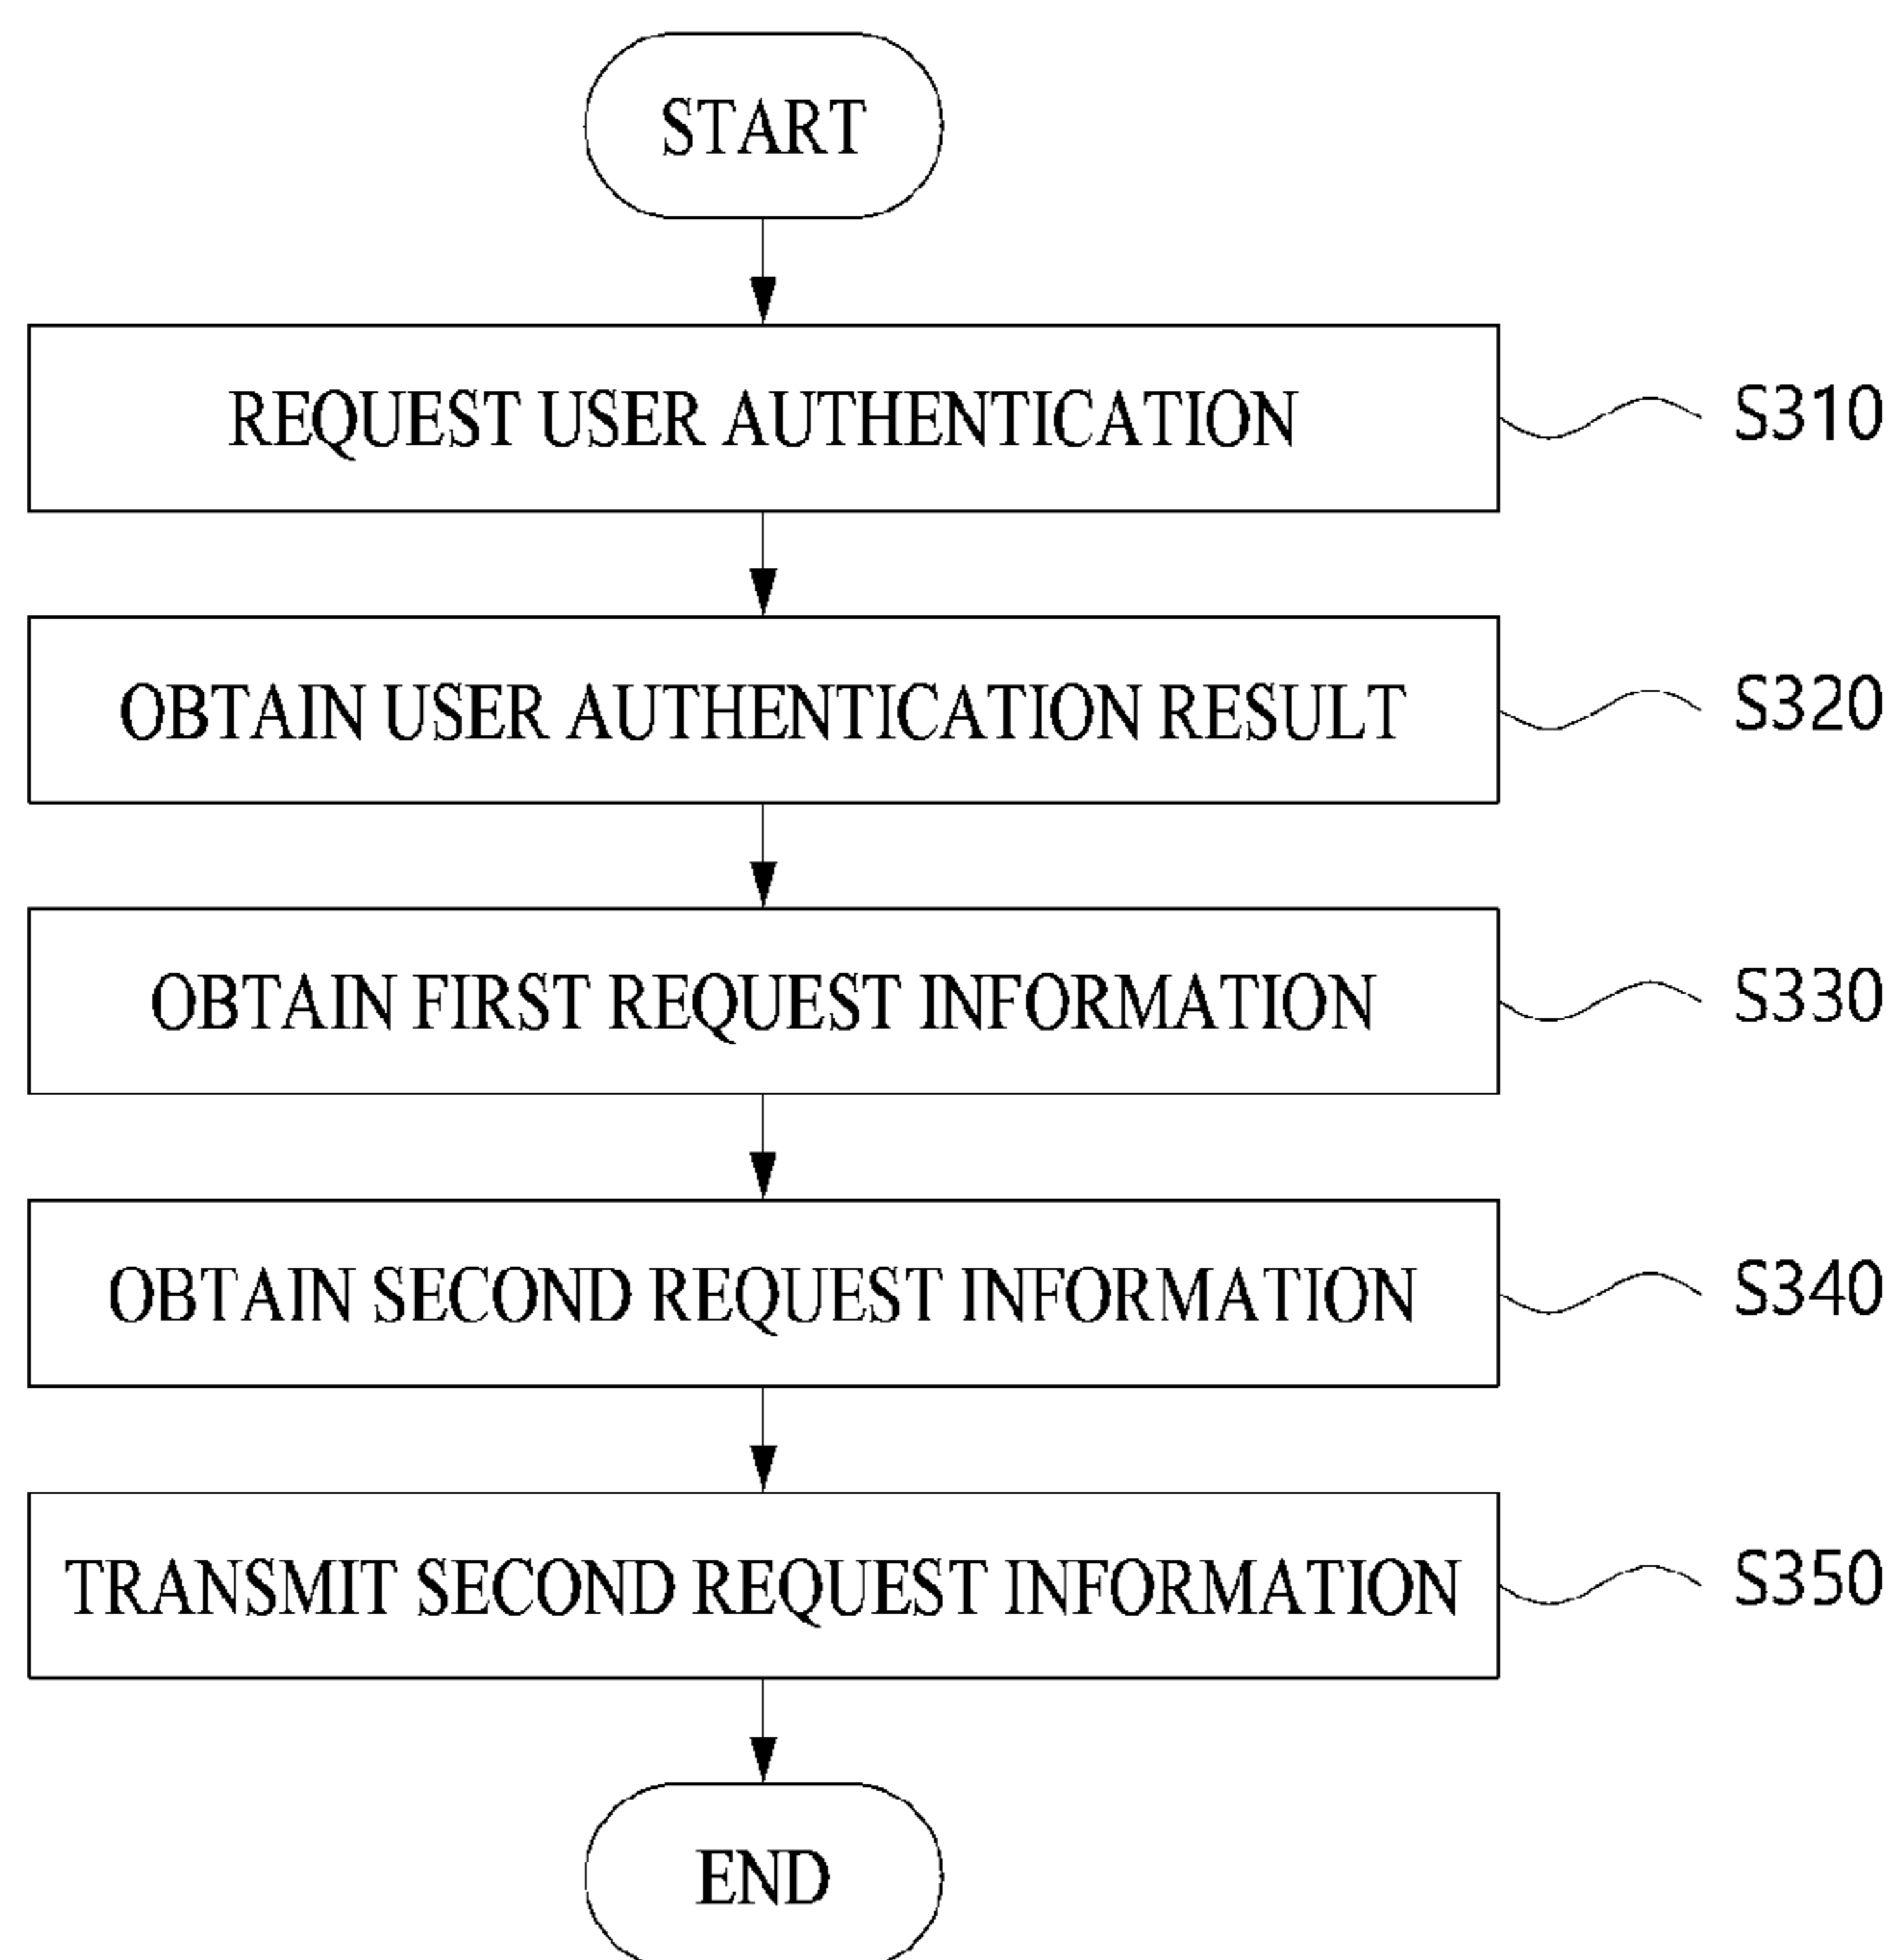 START
REQUEST USER AUTHENTICATION S310
OBTAIN USER AUTHENTICATION RESULT S320
OBTAIN FIRST REQUEST INFORMATION S330
OBTAIN SECOND REQUEST INFORMATION S340
TRANSMIT SECOND REQUEST INFORMATION S350
END